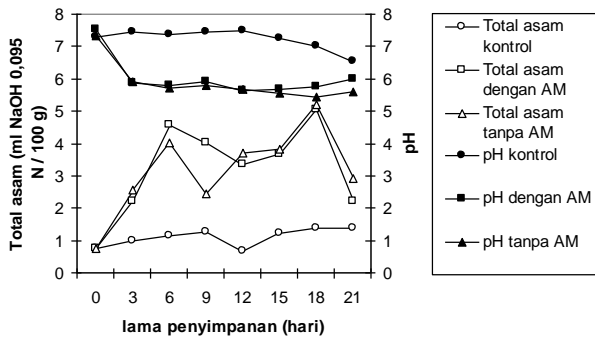 Total asam (ml NaOH 0,095
N / 100 g)
8
7
6
5
4
3
2
1
0
8
7
6
5
4
3
2
1
0
pH
0 3 6 9 12 15 18 21
lama penyimpanan (hari)
Total asam
kontrol
Total asam
dengan AM
Total asam
tanpa AM
pH kontrol
pH dengan AM
pH tanpa AM